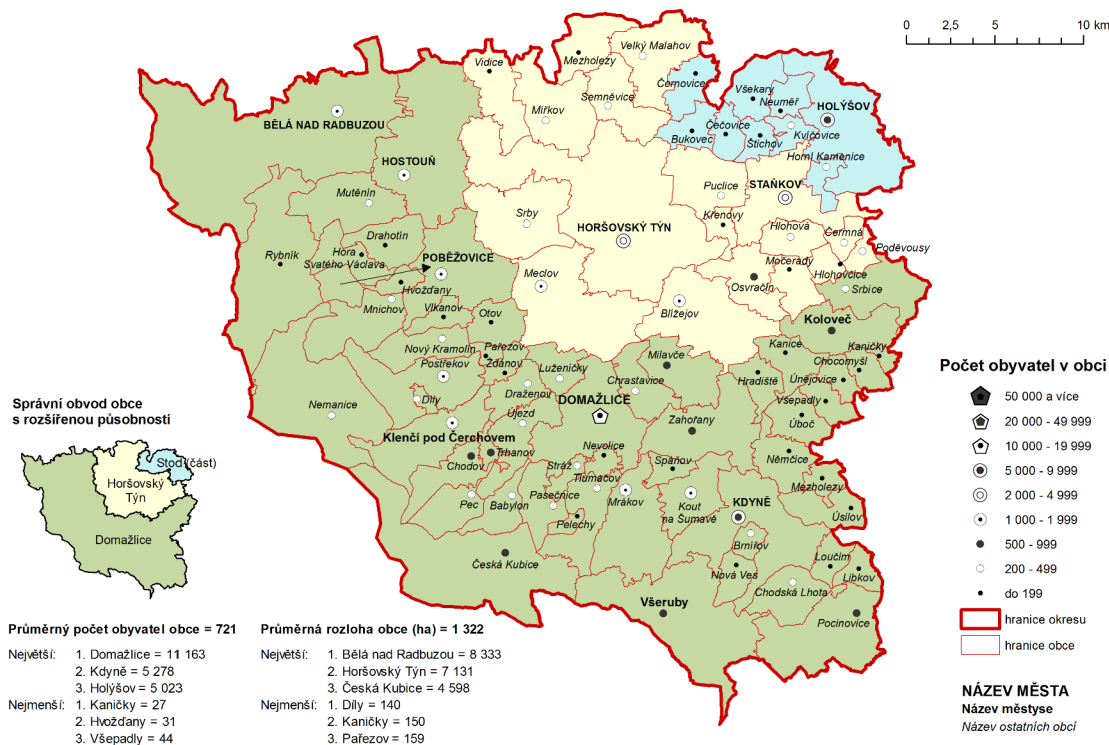 0 2,5 5 10 km
Velký Malahov
Mezholezy
Vidice
Černovice
Semněvice
Všekary
Neuměř
HOLÝŠOV
Mířkov
BĚLÁ NAD RADBUZOU
Bukovec
Čečovice
Štichov
Kvíčovice
HOSTOUŇ
Horní Kamenice
Puclice
STAŇKOV
Mutěnín
Srby
Křenovy
HORŠOVSKÝ TÝN
Hlohová
Čermná
Drahotín
Poděvousy
Rybník
Hora
Svatého Václava
POBĚŽOVICE
Močerady
Hlohovčice
Meclov
Osvračín
Srbice
Hvožďany
Mnichov
Vlkanov
Otov
Blížejov
Koloveč
Nový Kramolín
Pařezov
Milavče
Kanice
Kaničky
Postřekov
Ždánov
Luženičky
Chocomyšl
Chrastavice
Hradiště
Únějovice
Díly
Draženov
Nemanice
DOMAŽLICE
Všepadly
Újezd
Zahořany
Úboč
Klenčí pod Čerchovem
Trhanov
Nevolice
Chodov
Stráž
Spáňov
Němčice
Tlumačov
Mezholezy
Pec
Babylon
Pasečnice
Mrákov
Kout
na Šumavě
KDYNĚ
Úsilov
Pelechy
Brnířov
Česká Kubice
Loučim
Nová Ves
Libkov
Chodská Lhota
Všeruby
Pocinovice
Počet obyvatel v obci
50 000 a více
20 000 - 49 999
10 000 - 19 999
5 000 - 9 999
2 000 - 4 999
1 000 - 1 999
500 - 999
200 - 499
do 199
hranice okresu
hranice obce
NÁZEV MĚSTA
Název městyse
Název ostatních obcí
Správní obvod obce
s rozšířenou působností
Stod (část)
Horšovský
Týn
Domažlice
Průměrný počet obyvatel obce = 721
Největší: 1. Domažlice = 11 163
2. Kdyně = 5 278
3. Holýšov = 5 023
Nejmenší: 1. Kaničky = 27
2. Hvožďany = 31
3. Všepadly = 44
Průměrná rozloha obce (ha) = 1 322
Největší: 1. Bělá nad Radbuzou = 8 333
2. Horšovský Týn = 7 131
3. Česká Kubice = 4 598
Nejmenší: 1. Díly = 140
2. Kaničky = 150
3. Pařezov = 159